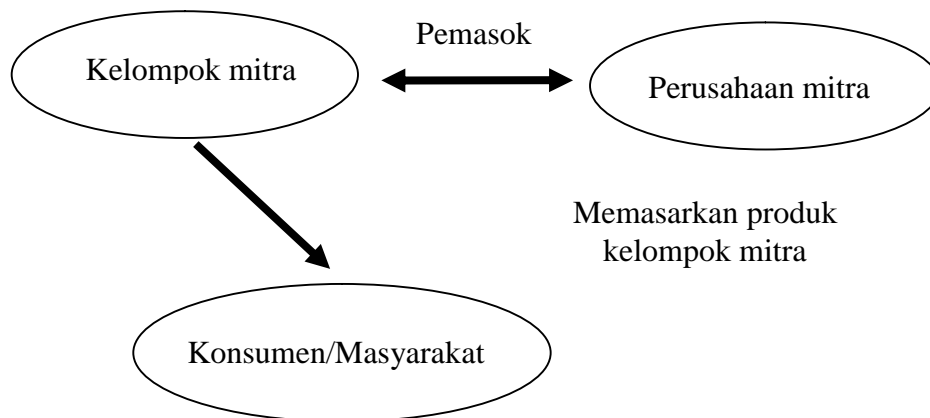 Pemasok
Kelompok mitra
Perusahaan mitra
Memasarkan produk
kelompok mitra
Konsumen/Masyarakat